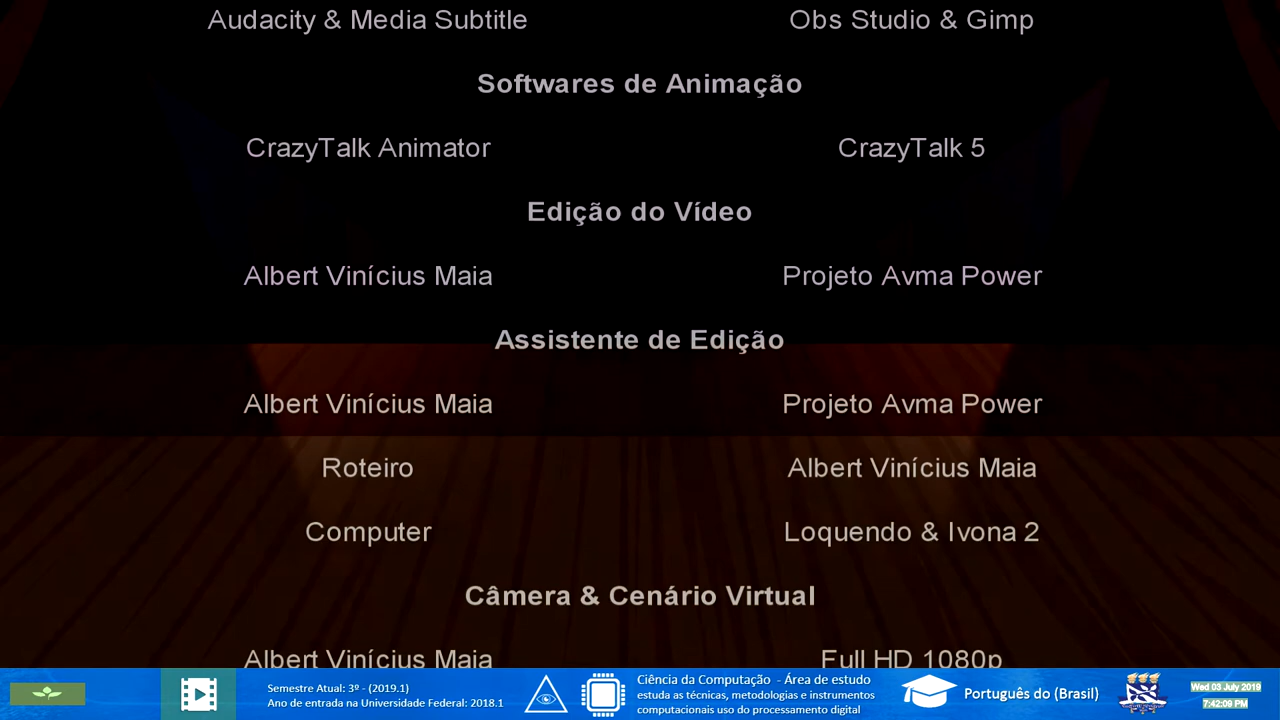 Audacity & Media Subtitle Obs Studio & Gimp
Softwares de Animação
CrazyTalk Animator CrazyTalk 5
Edição do Vídeo
Albert Vinícius Maia Projeto Avma Power
Assistente de Edição
Albert Vinícius Maia Projeto Avma Power
Roteiro Albert Vinícius Maia
Computer Loquendo & Ivona 2
Câmera & Cenário Virtual
Albert Vinícius Maia Full HD 1080p
Semestre Atual: 3º - (2019.1)
Ano de entrada na Universidade Federal: 2018.1
Ciência da Computação - Área de estudo
estuda as técnicas, metodologias e instrumentos
computacionais uso do processamento digital
Português do (Brasil)
Wed 03 July 2019
7:42:09 PM